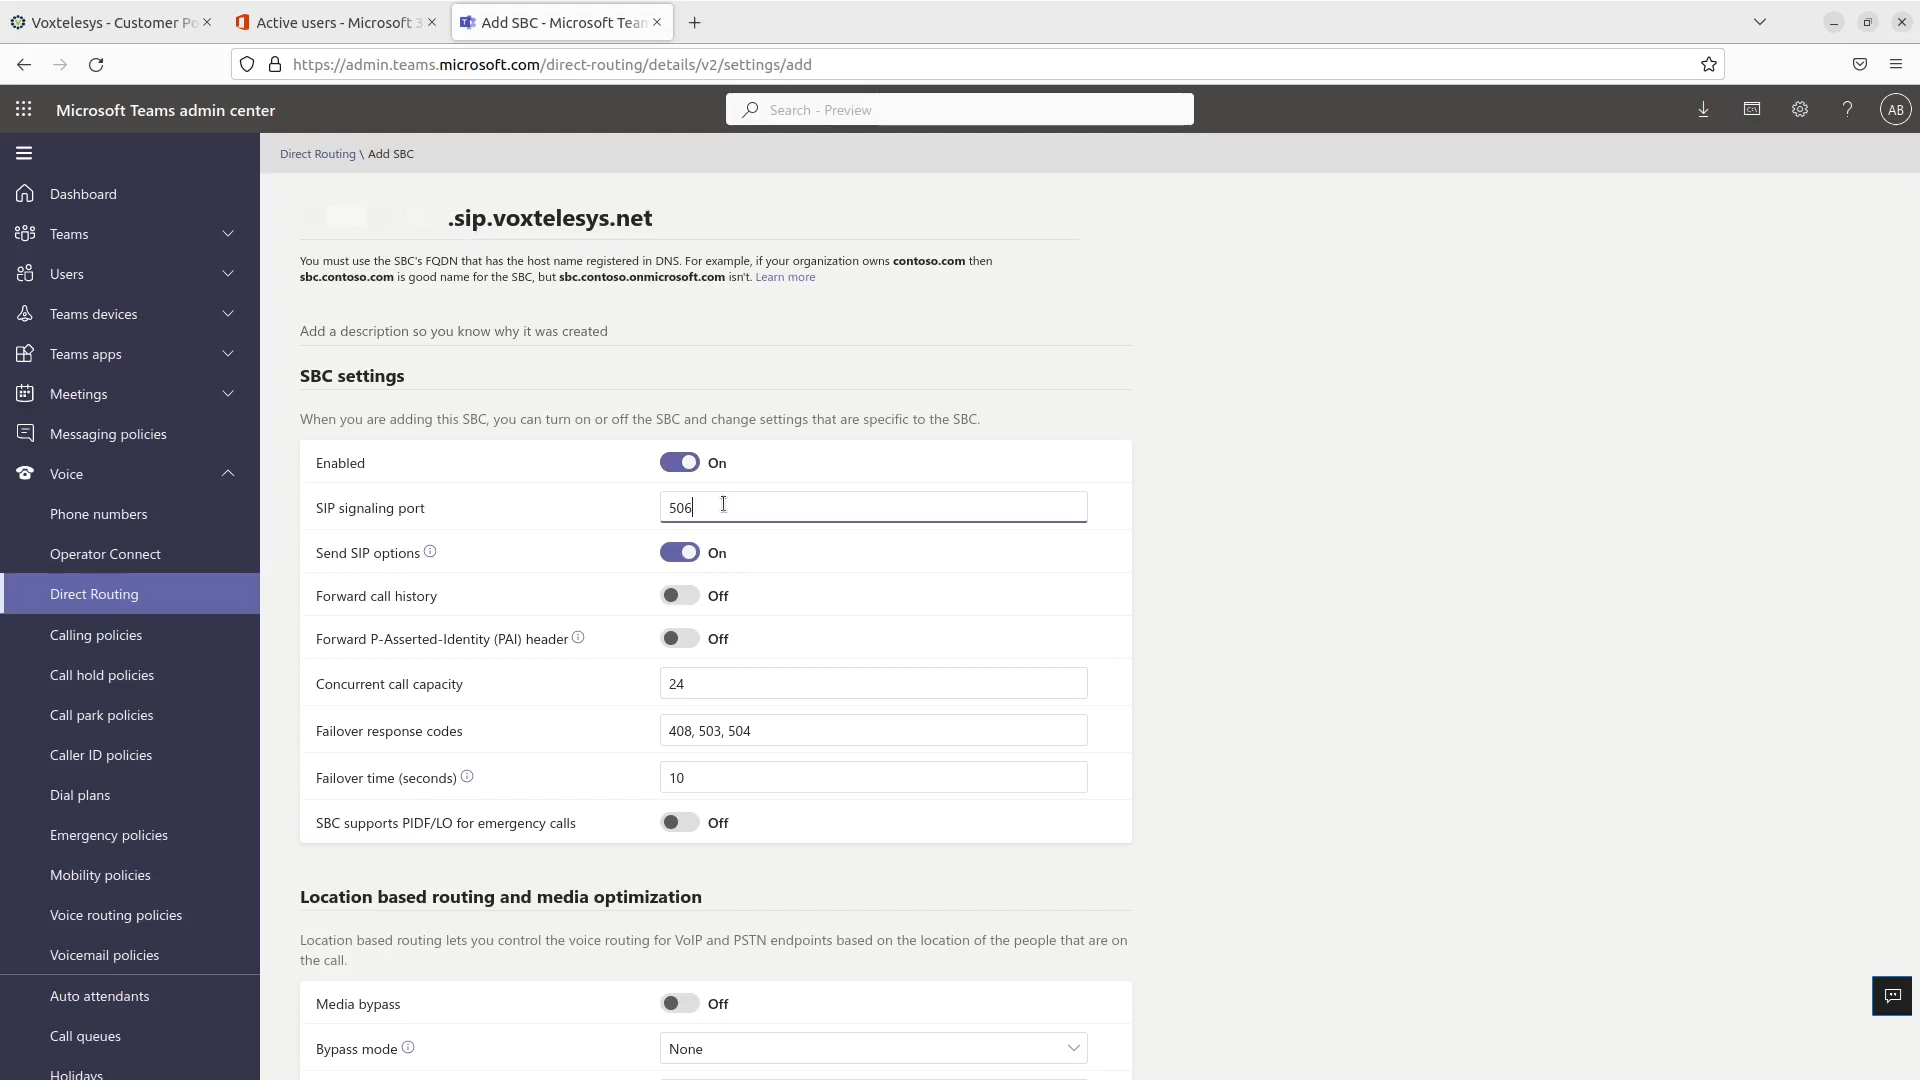 Voxtelesys - Customer Po
Active users - Microsoft 3
Add SBC - Microsoft Tean
https://admin.teams.microsoft.com/direct-routing/details/v2/settings/add
Microsoft Teams admin center
Search - Preview
AB
Direct Routing \ Add SBC
Dashboard
Teams
Users
Teams devices
Teams apps
Meetings
Messaging policies
Voice
Phone numbers
Operator Connect
Direct Routing
Calling policies
Call hold policies
Call park policies
Caller ID policies
Dial plans
Emergency policies
Mobility policies
Voice routing policies
Voicemail policies
Auto attendants
Call queues
Holidays
.sip.voxtelesys.net
You must use the SBC's FQDN that has the host name registered in DNS. For example, if your organization owns contoso.com then
sbc.contoso.com is good name for the SBC, but sbc.contoso.onmicrosoft.com isn't. Learn more
Add a description so you know why it was created
SBC settings
When you are adding this SBC, you can turn on or off the SBC and change settings that are specific to the SBC.
Enabled On
SIP signaling port 506
Send SIP options On
Forward call history Off
Forward P-Asserted-Identity (PAI) header Off
Concurrent call capacity 24
Failover response codes 408, 503, 504
Failover time (seconds) 10
SBC supports PIDF/LO for emergency calls Off
Location based routing and media optimization
Location based routing lets you control the voice routing for VoIP and PSTN endpoints based on the location of the people that are on
the call.
Media bypass Off
Bypass mode None